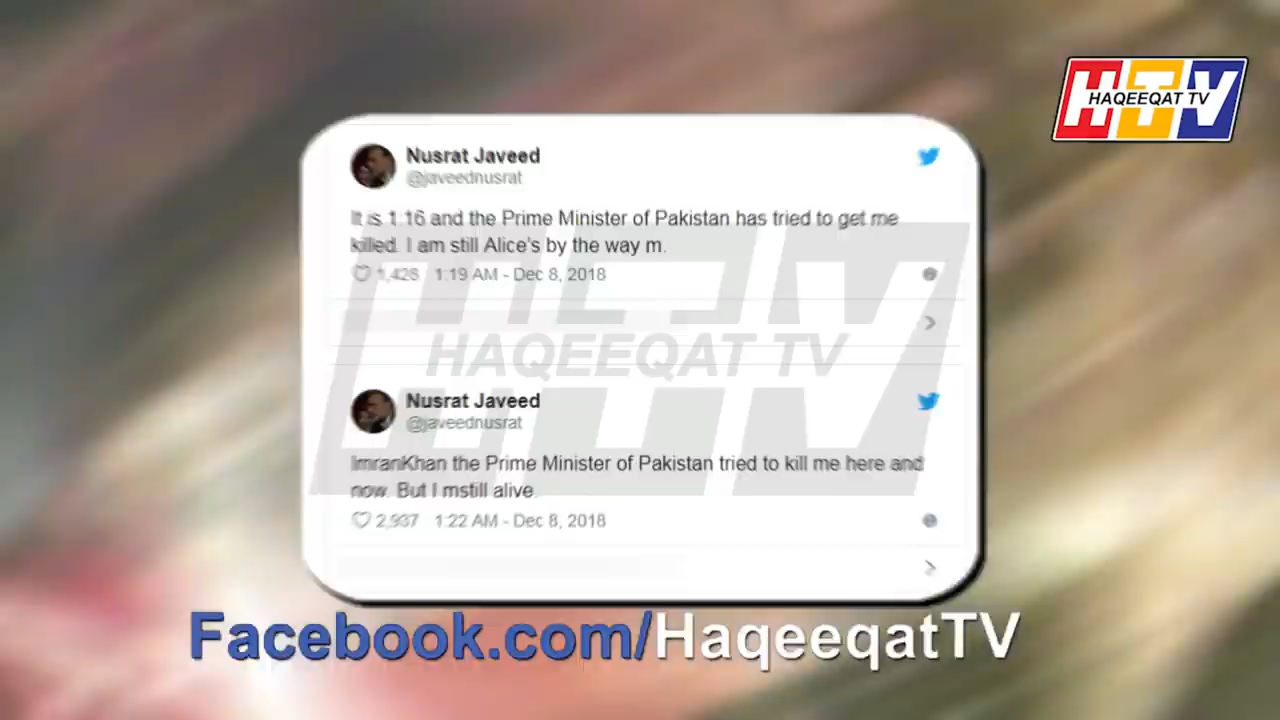 HAQEEQAT TV
Nusrat Javeed
@javeednusrat
It is 1:16 and the Prime Minister of Pakistan has tried to get me
killed. I am still Alice's by the way m.
1,426 1:19 AM - Dec 8, 2018
HAQEEQAT TV
Nusrat Javeed
@javeednusrat
ImranKhan the Prime Minister of Pakistan tried to kill me here and
now. But I mstill alive.
2,937 1:22 AM - Dec 8, 2018
Facebook.com/HaqeeqatTV